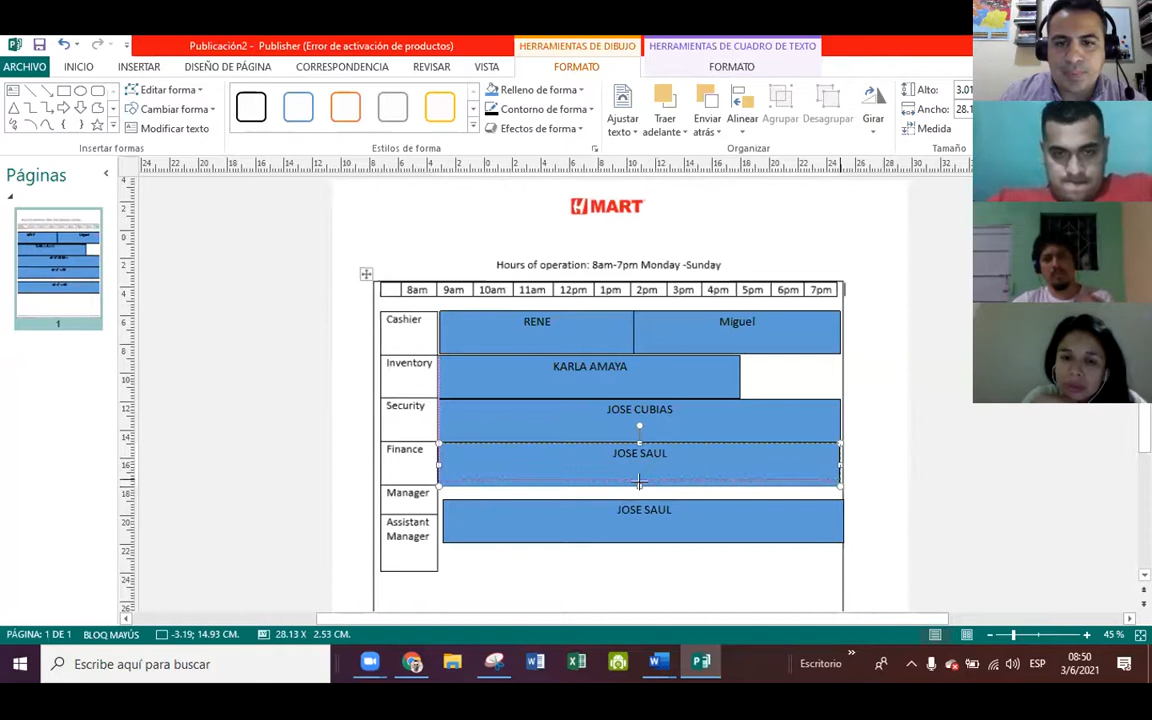 Publicación2 - Publisher (Error de activación de productos)
HERRAMIENTAS DE DIBUJO
HERRAMIENTAS DE CUADRO DE TEXTO
ARCHIVO
INICIO
INSERTAR
DISEÑO DE PÁGINA
CORRESPONDENCIA
REVISAR
VISTA
FORMATO
FORMATO
Editar forma
Cambiar forma
Modificar texto
Insertar formas
Relleno de forma
Contorno de forma
Efectos de forma
Estilos de forma
Ajustar texto
Traer adelante
Enviar atrás
Alinear
Agrupar
Desagrupar
Girar
Organizar
Alto: 3.01
Ancho: 28.1
Medida
Tamaño
Páginas
1
H MART
Hours of operation: 8am-7pm Monday -Sunday
8am 9am 10am 11am 12pm 1pm 2pm 3pm 4pm 5pm 6pm 7pm
Cashier RENE Miguel
Inventory KARLA AMAYA
Security JOSE CUBIAS
Finance JOSE SAUL
Manager
JOSE SAUL
Assistant
Manager
PÁGINA: 1 DE 1 BLOQ MAYÚS -3.19; 14.93 CM. 28.13 X 2.53 CM. 45 %
Escribe aquí para buscar
Escritorio
ESP
08:50
3/6/2021